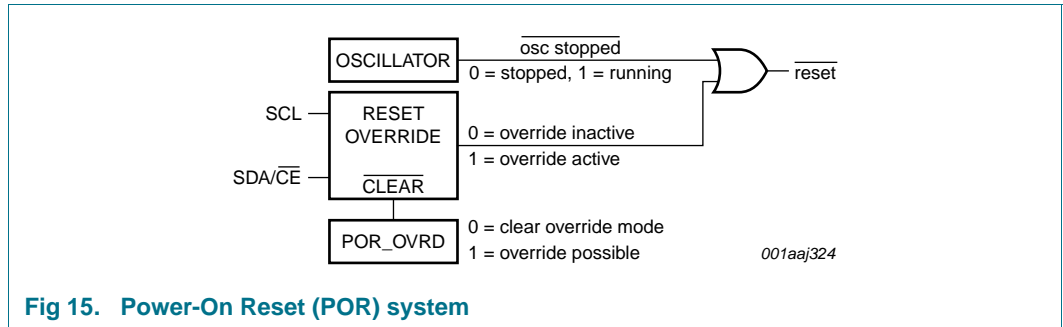 OSCILLATOR
osc stopped
0 = stopped, 1 = running
reset
SCL
RESET
OVERRIDE
0 = override inactive
1 = override active
SDA/CE
CLEAR
POR_OVRD
0 = clear override mode
1 = override possible
001aaj324
Fig 15. Power-On Reset (POR) system